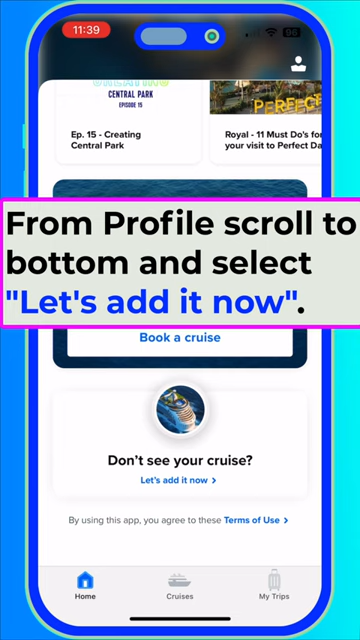 11:39
96
CENTRAL PARK
EPISODE 15
PERFECT
Ep. 15 - Creating
Central Park
Royal - 11 Must Do's for
your visit to Perfect Da
From Profile scroll to
bottom and select
"Let's add it now".
Book a cruise
Don't see your cruise?
Let's add it now >
By using this app, you agree to these Terms of Use >
Home
Cruises
My Trips